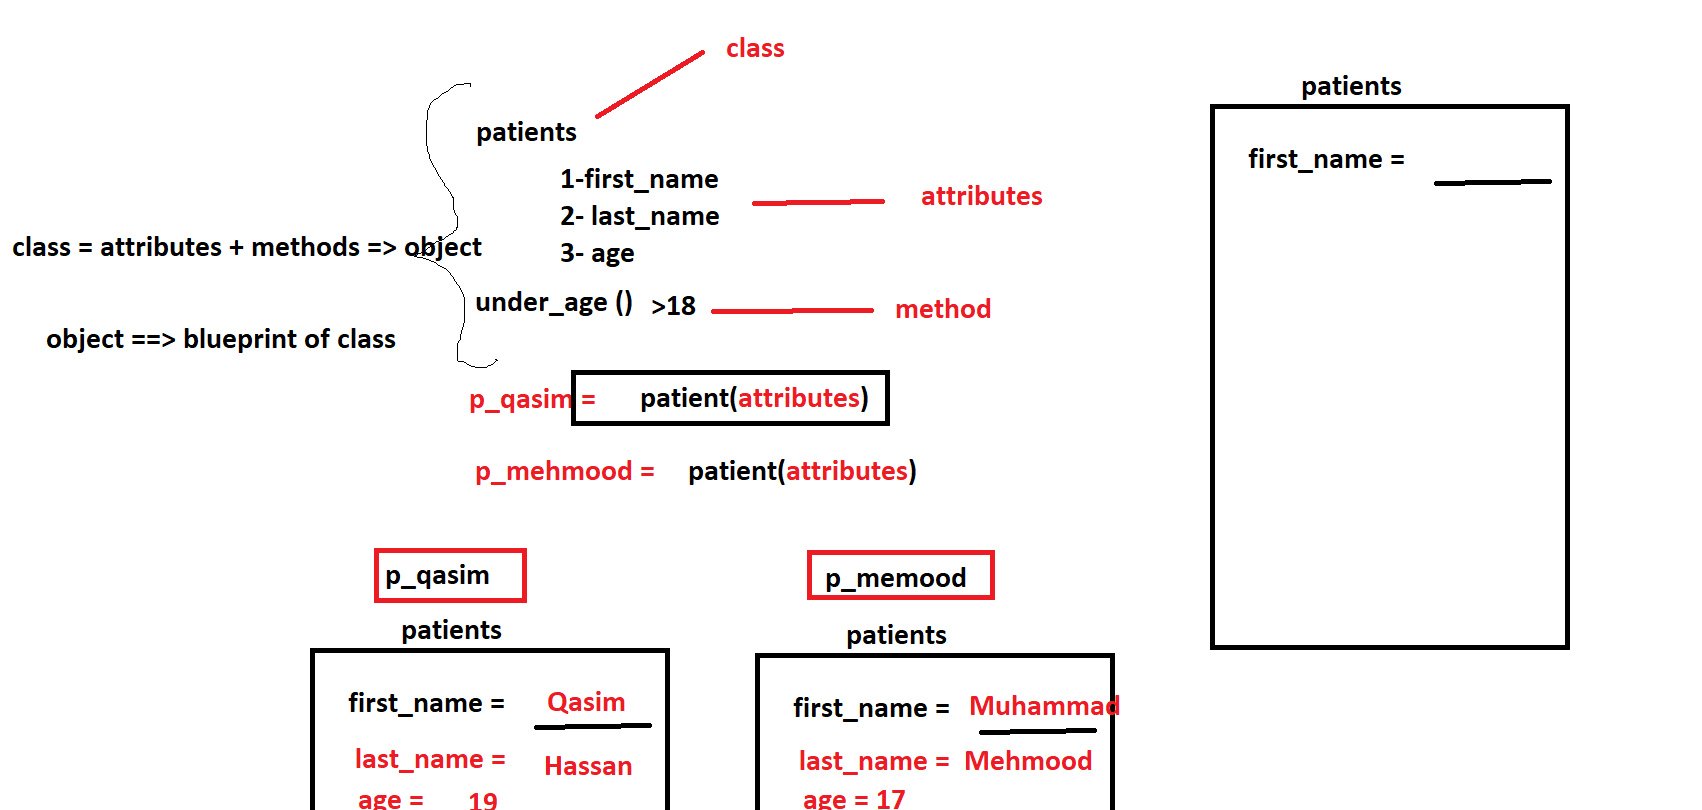 class
patients
patients
first_name =
1-first_name
2- last_name
attributes
3- age
class = attributes + methods => object
under_age () >18
method
object ==> blueprint of class
p_qasim = patient(attributes)
p_mehmood = patient(attributes)
p_qasim
p_memood
patients
patients
first_name = Qasim
last_name = Hassan
age = 19
first_name = Muhammad
last_name = Mehmood
age = 17